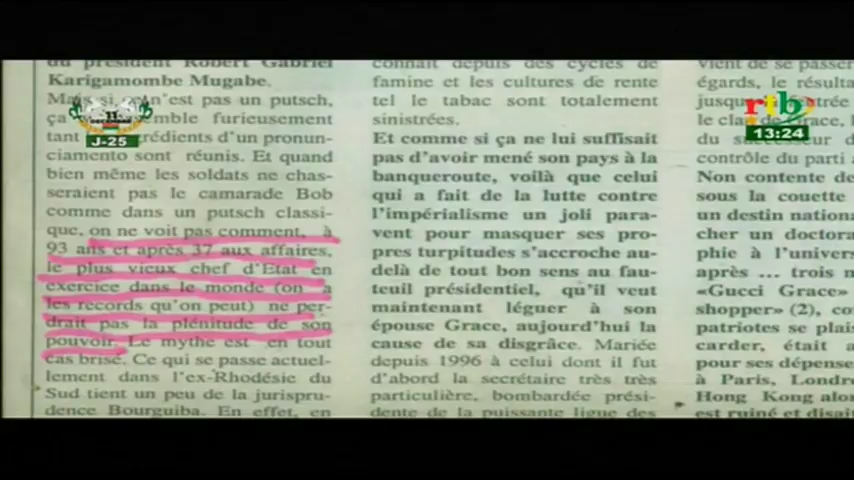 du président Robert Gabriel
Karigamombe Mugabe.
Mais si, n'est pas un putsch,
ça emble furieusement
tant rédients d'un pronun-
ciamento sont réunis. Et quand
bien même les soldats ne chas-
seraient pas le camarade Bob
comme dans un putsch classi-
que, on ne voit pas comment, à
93 ans et après 37 aux affaires,
le plus vieux chef d'Etat en
exercice dans le monde (on a
les records qu'on peut) ne per-
drait pas la plénitude de son
pouvoir. Le mythe est en tout
cas brisé. Ce qui se passe actuel-
lement dans l'ex-Rhodésie du
Sud tient un peu de la jurispru-
dence Bourguiba. En effet, en
connaît depuis des cycles de
famine et les cultures de rente
tel le tabac sont totalement
sinistrées.
Et comme si ça ne lui suffisait
pas d'avoir mené son pays à la
banqueroute, voilà que celui
qui a fait de la lutte contre
l'impérialisme un joli para-
vent pour masquer ses pro-
pres turpitudes s'accroche au-
delà de tout bon sens au fau-
teuil présidentiel, qu'il veut
maintenant léguer à son
épouse Grace, aujourd'hui la
cause de sa disgrâce. Mariée
depuis 1996 à celui dont il fut
d'abord la secrétaire très très
particulière, bombardée prési-
dente de la puissante ligue des
vient de se passer
égards, le résulta
jusqu' trée
le cla de Grace, l
du successeur d
contrôle du parti a
Non contente de
sous la couette
un destin nationa
cher un doctora
phie à l'univers
après ... trois m
«Gucci Grace»
shopper» (2), co
patriotes se plais
carder, était a
pour ses dépense
à Paris, Londre
Hong Kong alor
est ruiné et disait
11
DECEMBRE
J-25
rtb
13:24